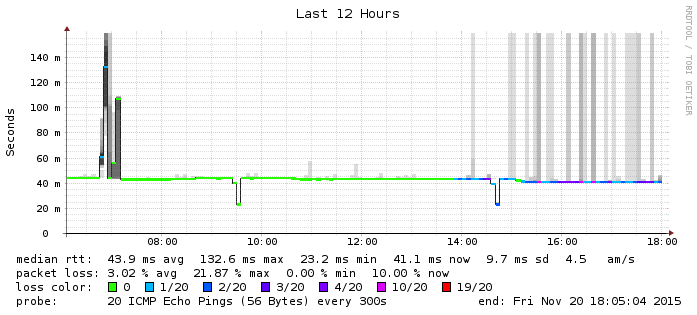 Last 12 Hours
RRDTOOL / TOBI OETIKER
Seconds
140 m
120 m
100 m
80 m
60 m
40 m
20 m
0
08:00 10:00 12:00 14:00 16:00 18:00
median rtt: 43.9 ms avg 132.6 ms max 23.2 ms min 41.1 ms now 9.7 ms sd 4.5 am/s
packet loss: 3.02 % avg 21.87 % max 0.00 % min 10.00 % now
loss color: 0 1/20 2/20 3/20 4/20 10/20 19/20
probe: 20 ICMP Echo Pings (56 Bytes) every 300s end: Fri Nov 20 18:05:04 2015